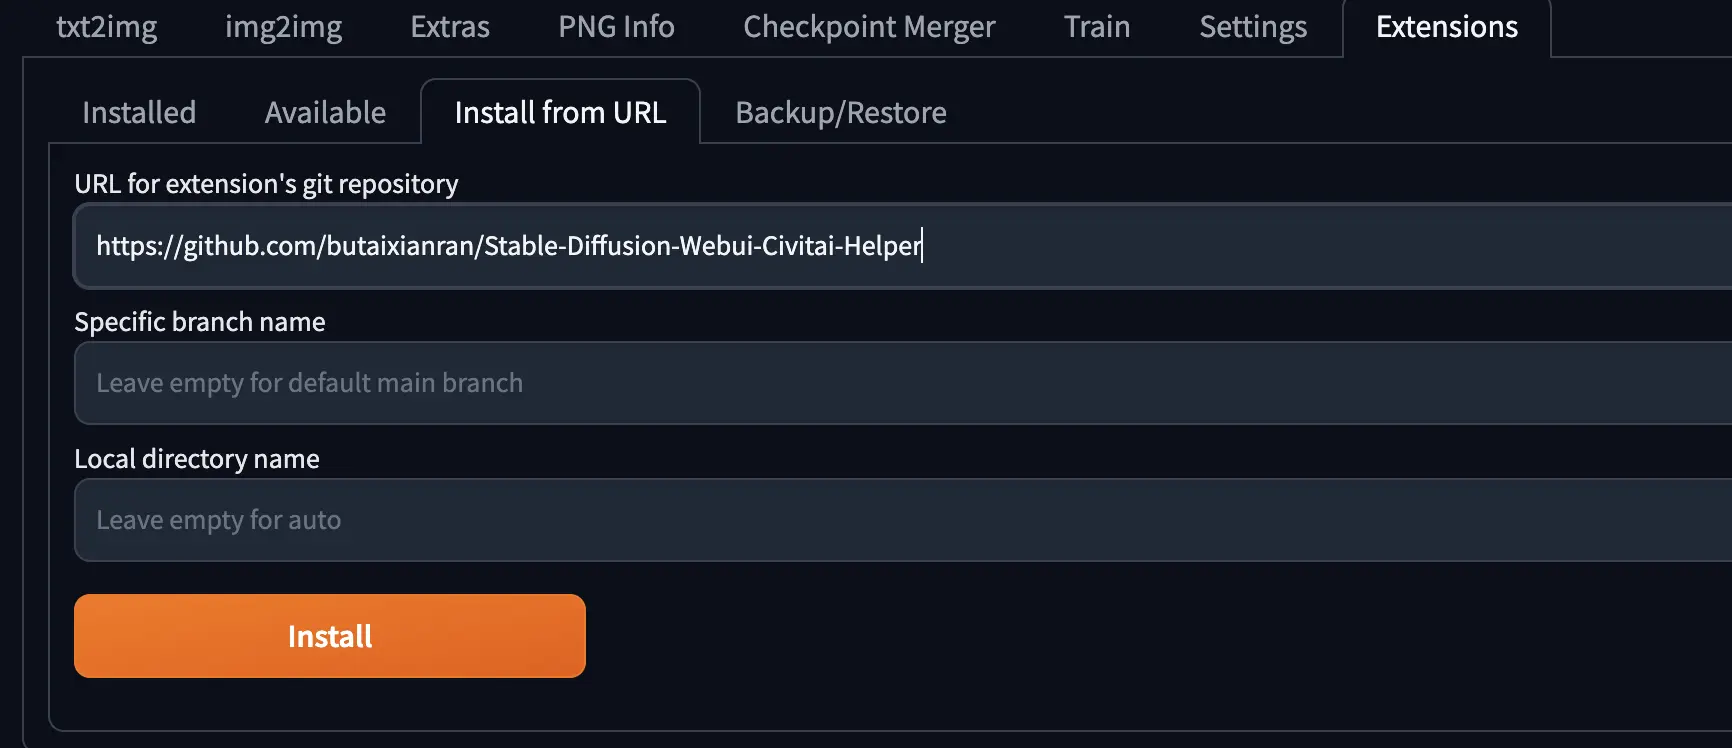 txt2img img2img Extras PNG Info Checkpoint Merger Train Settings Extensions
Installed Available Install from URL Backup/Restore
URL for extension's git repository
https://github.com/butaixianran/Stable-Diffusion-Webui-Civitai-Helper
Specific branch name
Leave empty for default main branch
Local directory name
Leave empty for auto
Install